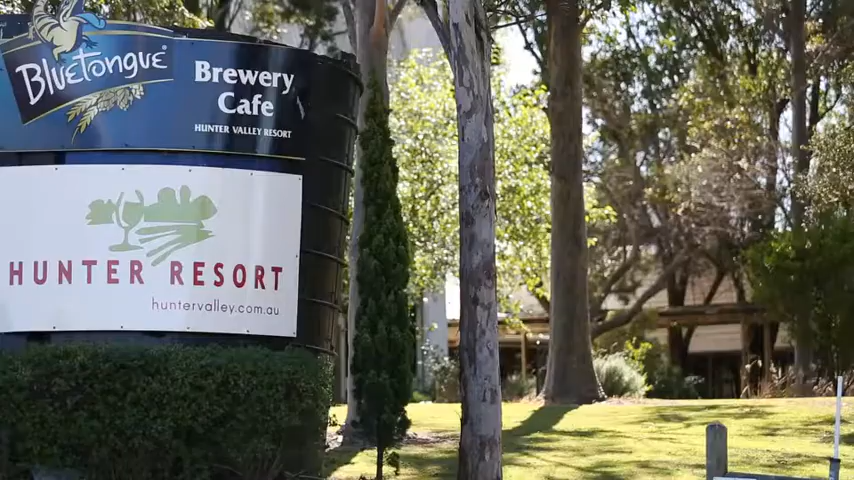 Bluetongue
Brewery
Cafe
HUNTER VALLEY RESORT
HUNTER RESORT
huntervalley.com.au